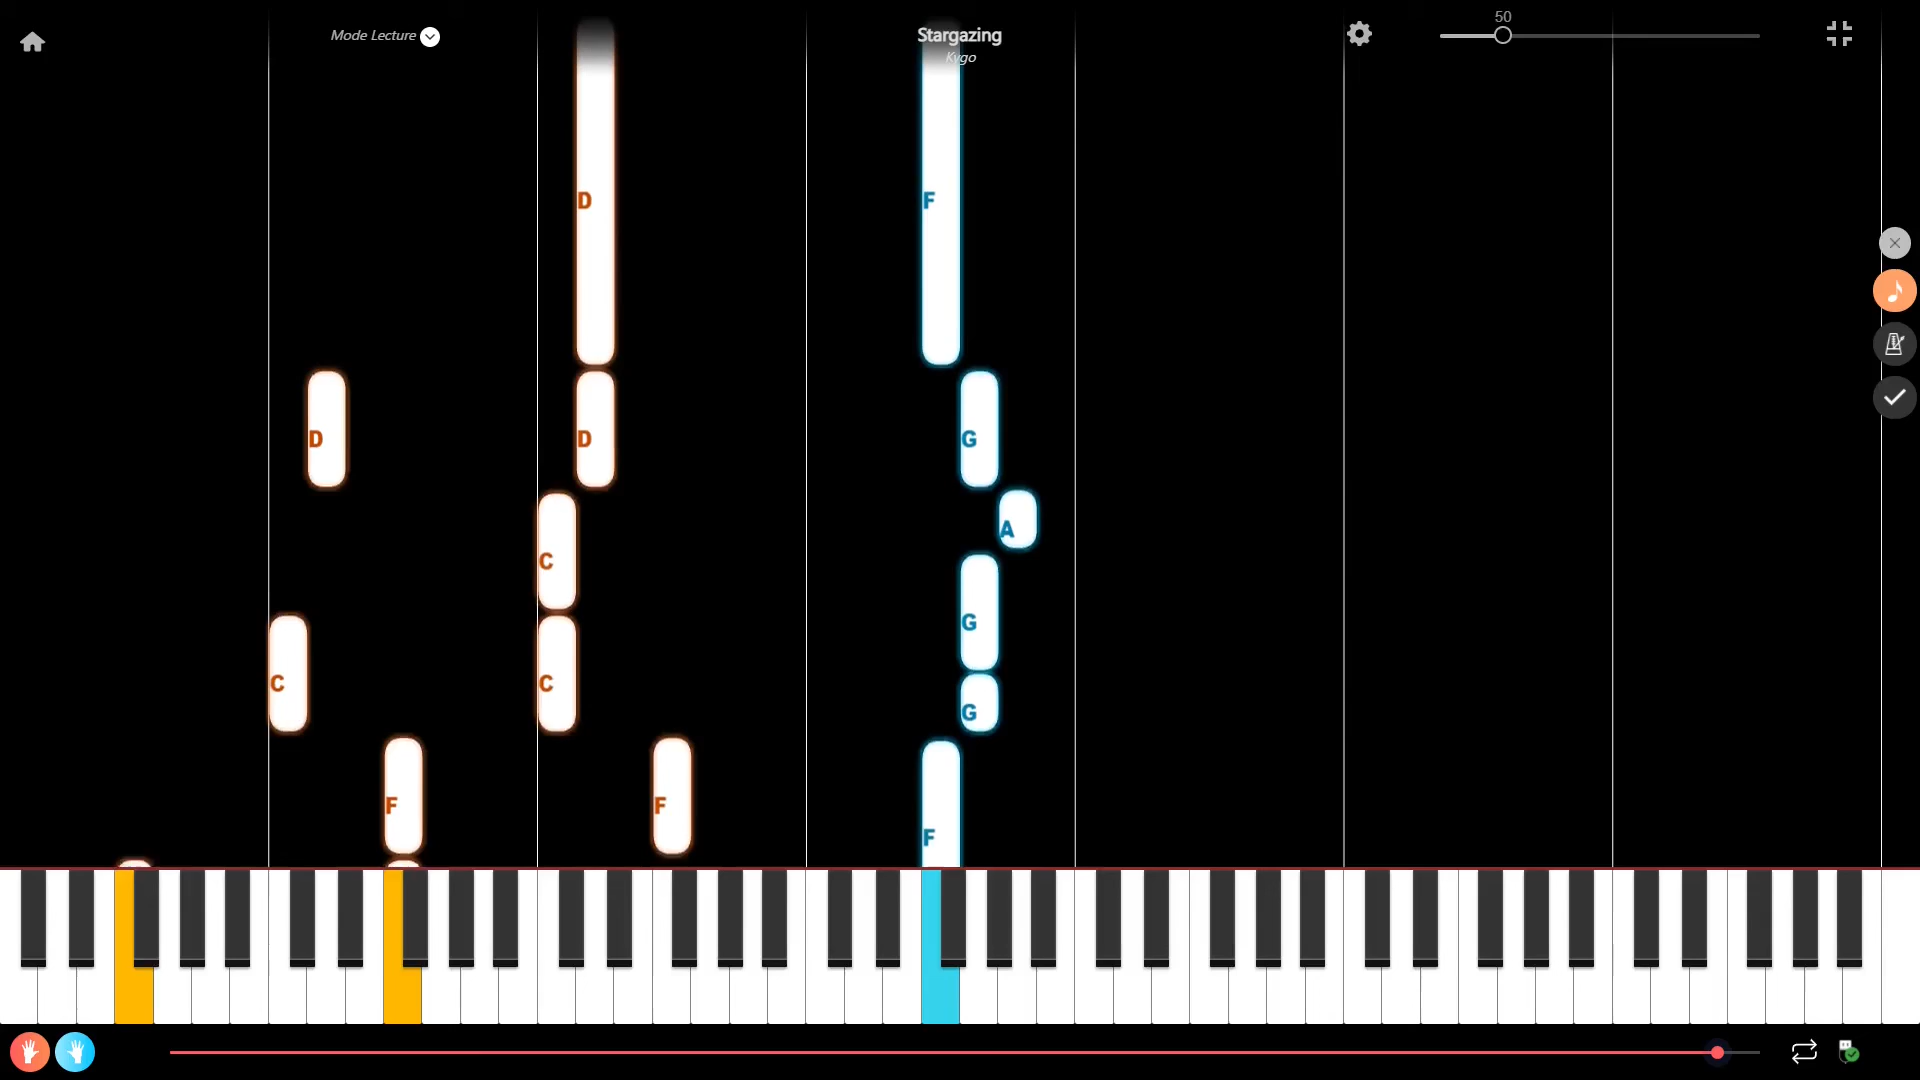 Mode Lecture
Stargazing
Kygo
50
D F
D D G
A
C
G
C C
G
F F
F